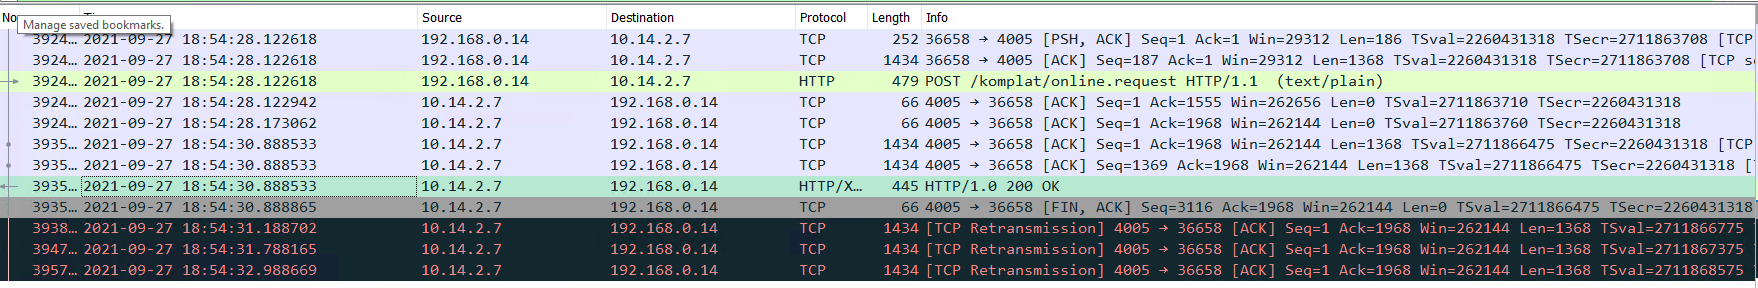 No Source Destination Protocol Length Info
Manage saved bookmarks.
3924… 2021-09-27 18:54:28.122618 192.168.0.14 10.14.2.7 TCP 252 36658 → 4005 [PSH, ACK] Seq=1 Ack=1 Win=29312 Len=186 TSval=2260431318 TSecr=2711863708 [TCP
3924… 2021-09-27 18:54:28.122618 192.168.0.14 10.14.2.7 TCP 1434 36658 → 4005 [ACK] Seq=187 Ack=1 Win=29312 Len=1368 TSval=2260431318 TSecr=2711863708 [TCP s
3924… 2021-09-27 18:54:28.122618 192.168.0.14 10.14.2.7 HTTP 479 POST /komplat/online.request HTTP/1.1 (text/plain)
3924… 2021-09-27 18:54:28.122942 10.14.2.7 192.168.0.14 TCP 66 4005 → 36658 [ACK] Seq=1 Ack=1555 Win=262656 Len=0 TSval=2711863710 TSecr=2260431318
3924… 2021-09-27 18:54:28.173062 10.14.2.7 192.168.0.14 TCP 66 4005 → 36658 [ACK] Seq=1 Ack=1968 Win=262144 Len=0 TSval=2711863760 TSecr=2260431318
3935… 2021-09-27 18:54:30.888533 10.14.2.7 192.168.0.14 TCP 1434 4005 → 36658 [ACK] Seq=1 Ack=1968 Win=262144 Len=1368 TSval=2711866475 TSecr=2260431318 [TCP
3935… 2021-09-27 18:54:30.888533 10.14.2.7 192.168.0.14 TCP 1434 4005 → 36658 [ACK] Seq=1369 Ack=1968 Win=262144 Len=1368 TSval=2711866475 TSecr=2260431318 [
3935… 2021-09-27 18:54:30.888533 10.14.2.7 192.168.0.14 HTTP/X… 445 HTTP/1.0 200 OK
3935… 2021-09-27 18:54:30.888865 10.14.2.7 192.168.0.14 TCP 66 4005 → 36658 [FIN, ACK] Seq=3116 Ack=1968 Win=262144 Len=0 TSval=2711866475 TSecr=2260431318
3938… 2021-09-27 18:54:31.188702 10.14.2.7 192.168.0.14 TCP 1434 [TCP Retransmission] 4005 → 36658 [ACK] Seq=1 Ack=1968 Win=262144 Len=1368 TSval=2711866775
3947… 2021-09-27 18:54:31.788165 10.14.2.7 192.168.0.14 TCP 1434 [TCP Retransmission] 4005 → 36658 [ACK] Seq=1 Ack=1968 Win=262144 Len=1368 TSval=2711867375
3957… 2021-09-27 18:54:32.988669 10.14.2.7 192.168.0.14 TCP 1434 [TCP Retransmission] 4005 → 36658 [ACK] Seq=1 Ack=1968 Win=262144 Len=1368 TSval=2711868575